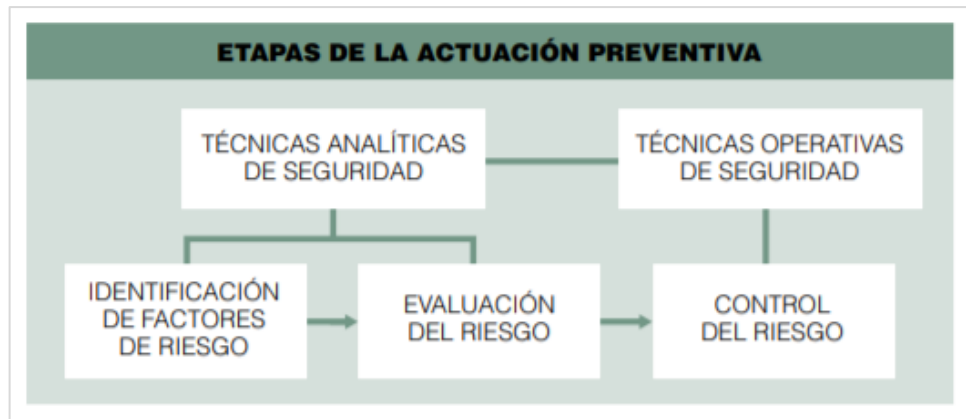 ETAPAS DE LA ACTUACIÓN PREVENTIVA
TÉCNICAS ANALÍTICAS
DE SEGURIDAD
TÉCNICAS OPERATIVAS
DE SEGURIDAD
IDENTIFICACIÓN
DE FACTORES
DE RIESGO
EVALUACIÓN
DEL RIESGO
CONTROL
DEL RIESGO